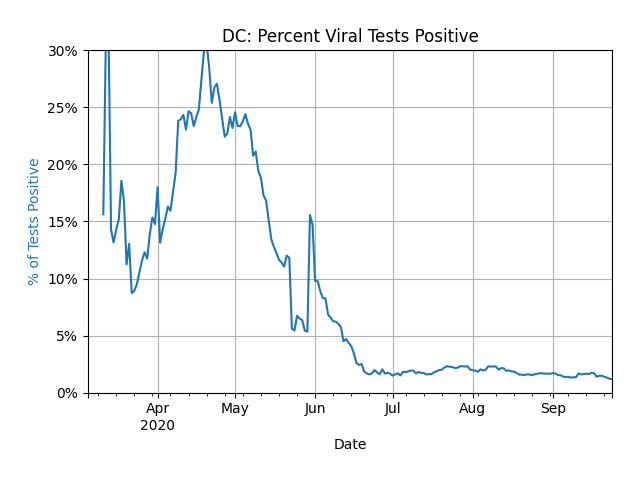 DC: Percent Viral Tests Positive
30%
25%
20%
15%
10%
5%
0%
% of Tests Positive
Apr
2020
May
Jun
Jul
Aug
Sep
Date